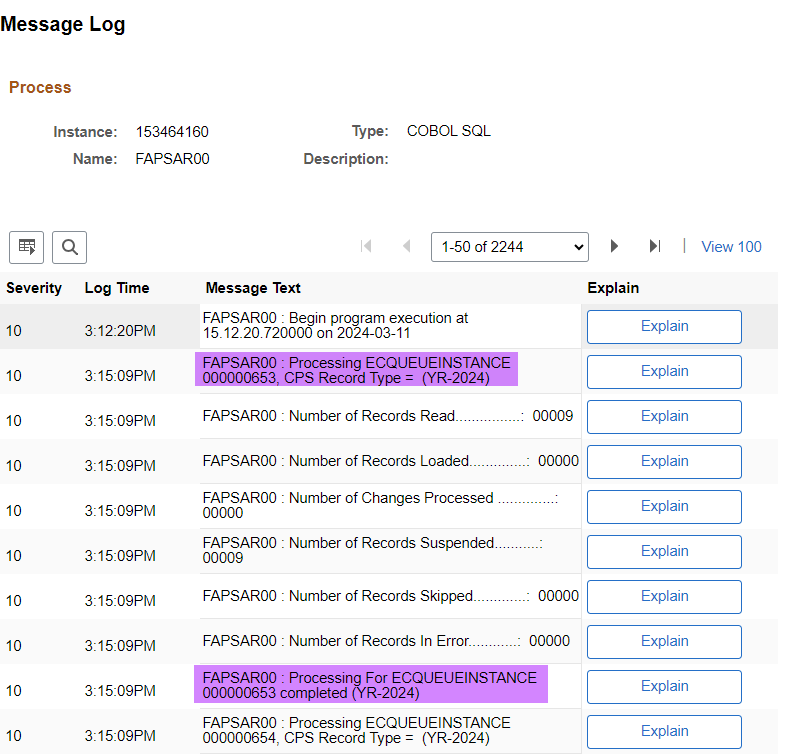 Message Log
Process
Instance: 153464160 Type: COBOL SQL
Name: FAPSAR00 Description:
1-50 of 2244 | View 100
Severity Log Time Message Text Explain
10 3:12:20PM FAPSAR00 : Begin program execution at
15.12.20.720000 on 2024-03-11 Explain
10 3:15:09PM FAPSAR00 : Processing ECQUEUEINSTANCE
000000653, CPS Record Type = (YR-2024) Explain
10 3:15:09PM FAPSAR00 : Number of Records Read................: 00009 Explain
10 3:15:09PM FAPSAR00 : Number of Records Loaded..............: 00000 Explain
10 3:15:09PM FAPSAR00 : Number of Changes Processed ..............:
00000 Explain
10 3:15:09PM FAPSAR00 : Number of Records Suspended...........:
00009 Explain
10 3:15:09PM FAPSAR00 : Number of Records Skipped.............: 00000 Explain
10 3:15:09PM FAPSAR00 : Number of Records In Error............: 00000 Explain
10 3:15:09PM FAPSAR00 : Processing For ECQUEUEINSTANCE
000000653 completed (YR-2024) Explain
10 3:15:09PM FAPSAR00 : Processing ECQUEUEINSTANCE
000000654, CPS Record Type = (YR-2024) Explain